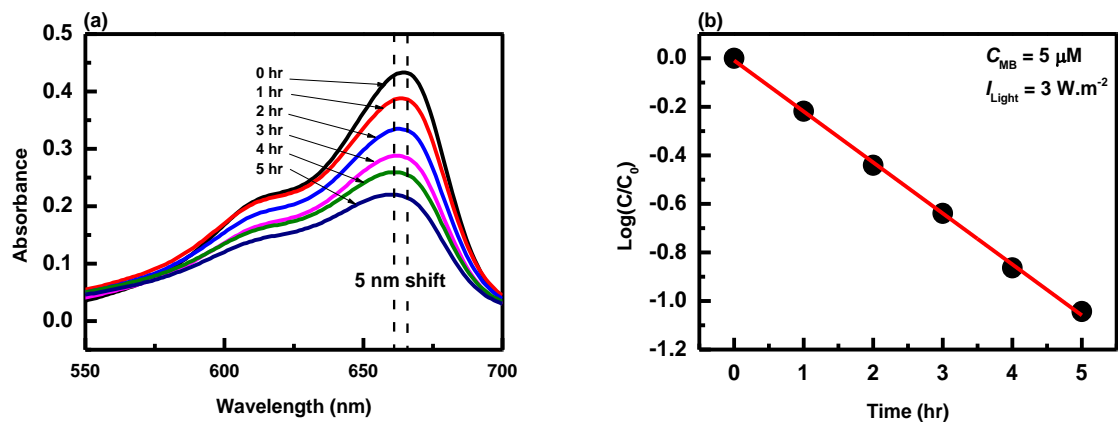 (a)
0.5
0.4
0.3
0.2
0.1
0.0
Absorbance
0 hr
1 hr
2 hr
3 hr
4 hr
5 hr
5 nm shift
550
600
650
700
Wavelength (nm)
(b)
0.0
-0.2
-0.4
-0.6
-0.8
-1.0
-1.2
Log(C/C₀)
C_MB = 5 μM
I_Light = 3 W.m⁻²
0
1
2
3
4
5
Time (hr)